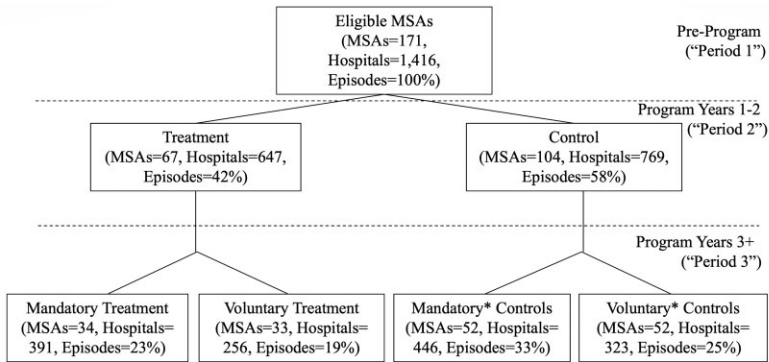 Eligible MSAs
(MSAs=171,
Hospitals=1,416,
Episodes=100%)
Pre-Program
(“Period 1”)
Program Years 1-2
(“Period 2”)
Treatment
(MSAs=67, Hospitals=647,
Episodes=42%)
Control
(MSAs=104, Hospitals=769,
Episodes=58%)
Program Years 3+
(“Period 3”)
Mandatory Treatment
(MSAs=34, Hospitals=
391, Episodes=23%)
Voluntary Treatment
(MSAs=33, Hospitals=
256, Episodes=19%)
Mandatory* Controls
(MSAs=52, Hospitals=
446, Episodes=33%)
Voluntary* Controls
(MSAs=52, Hospitals=
323, Episodes=25%)